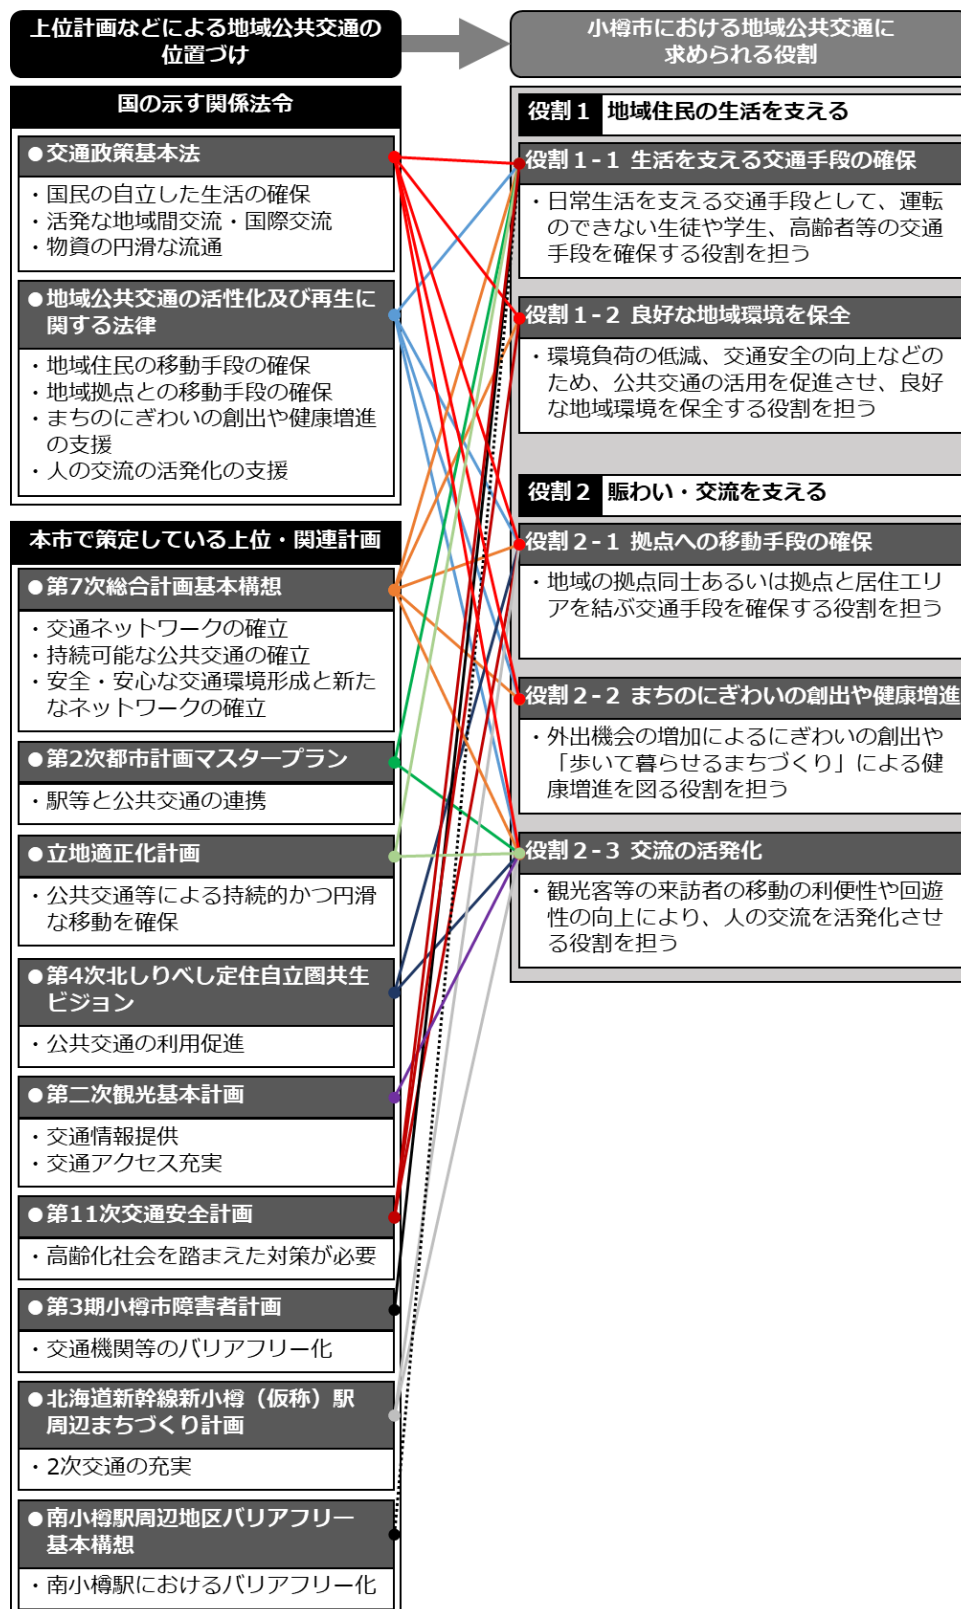 上位計画などによる地域公共交通の
位置づけ
小樽市における地域公共交通に
求められる役割
国の示す関係法令
●交通政策基本法
・国民の自立した生活の確保
・活発な地域間交流・国際交流
・物資の円滑な流通
●地域公共交通の活性化及び再生に
関する法律
・地域住民の移動手段の確保
・地域拠点との移動手段の確保
・まちのにぎわいの創出や健康増進
の支援
・人の交流の活発化の支援
本市で策定している上位・関連計画
●第7次総合計画基本構想
・交通ネットワークの確立
・持続可能な公共交通の確立
・安全・安心な交通環境形成と新た
なネットワークの確立
●第2次都市計画マスタープラン
・駅等と公共交通の連携
●立地適正化計画
・公共交通等による持続的かつ円滑
な移動を確保
●第4次北しりべし定住自立圏共生
ビジョン
・公共交通の利用促進
●第二次観光基本計画
・交通情報提供
・交通アクセス充実
●第11次交通安全計画
・高齢化社会を踏まえた対策が必要
●第3期小樽市障害者計画
・交通機関等のバリアフリー化
●北海道新幹線新小樽（仮称）駅
周辺まちづくり計画
・2次交通の充実
●南小樽駅周辺地区バリアフリー
基本構想
・南小樽駅におけるバリアフリー化
役割１ 地域住民の生活を支える
役割1-1 生活を支える交通手段の確保
・日常生活を支える交通手段として、運転
のできない生徒や学生、高齢者等の交通
手段を確保する役割を担う
役割1-2 良好な地域環境を保全
・環境負荷の低減、交通安全の向上などの
ため、公共交通の活用を促進させ、良好
な地域環境を保全する役割を担う
役割２ 賑わい・交流を支える
役割2-1 拠点への移動手段の確保
・地域の拠点同士あるいは拠点と居住エリ
アを結ぶ交通手段を確保する役割を担う
役割2-2 まちのにぎわいの創出や健康増進
・外出機会の増加によるにぎわいの創出や
「歩いて暮らせるまちづくり」による健
康増進を図る役割を担う
役割2-3 交流の活発化
・観光客等の来訪者の移動の利便性や回遊
性の向上により、人の交流を活発化させ
る役割を担う